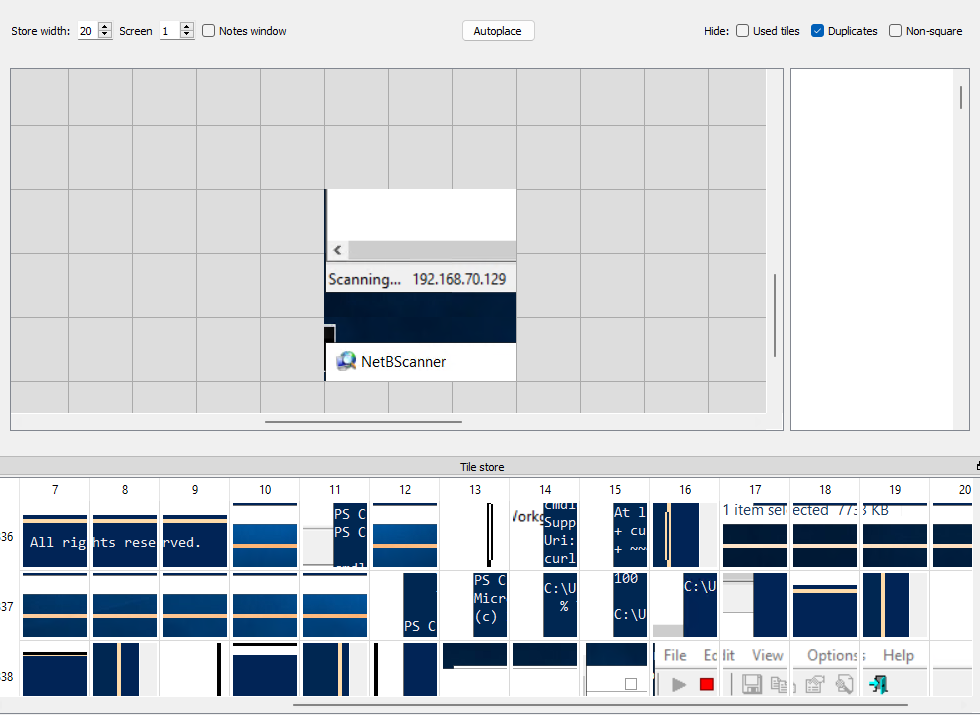 Store width: 20 Screen 1 Notes window Autoplace Hide: Used tiles Duplicates Non-square
Scanning... 192.168.70.129
NetBScanner
Tile store
7 8 9 10 11 12 13 14 15 16 17 18 19 20
36
All rights reserved.
PS C
PS C
Supp
Uri:
curl
At l
+ cu
+ ~~
1 item selected 773 KB
37
PS C
PS C
Micr
(c)
C:\U
%
100
C:\U
C:\U
38
File Edit View Options Help